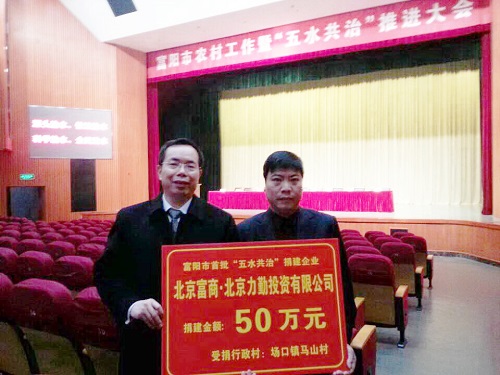 富阳市农村工作暨“五水共治”推进大会
富阳市首批“五水共治”捐建企业
北京富商·北京力勤投资有限公司
捐建金额: 50万元
受捐行政村: 场口镇马山村